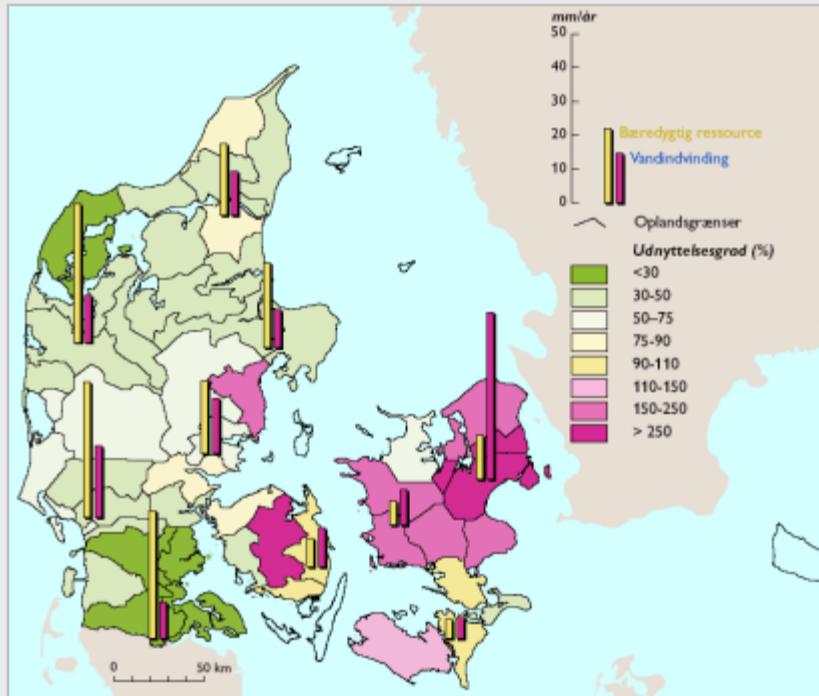 mm/år
50
40
30
20
10
0
Bæredygtig ressource
Vandindvinding
Oplandsgrænser
Udnyttelsesgrad (%)
<30
30-50
50–75
75-90
90-110
110-150
150-250
> 250
0 50 km